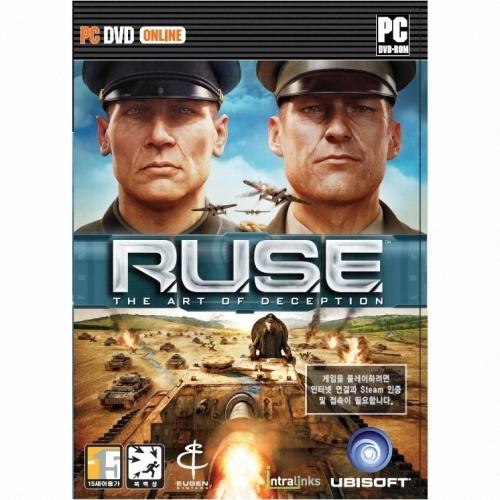 PC DVD ONLINE
PC
DVD-ROM
R.U.S.E ™
THE ART OF DECEPTION
게임을 플레이하려면
인터넷 연결과 Steam 인증
및 접속이 필요합니다.
15
15세이용가
폭력성
EUGEN
SYSTEMS
intralinks
UBISOFT